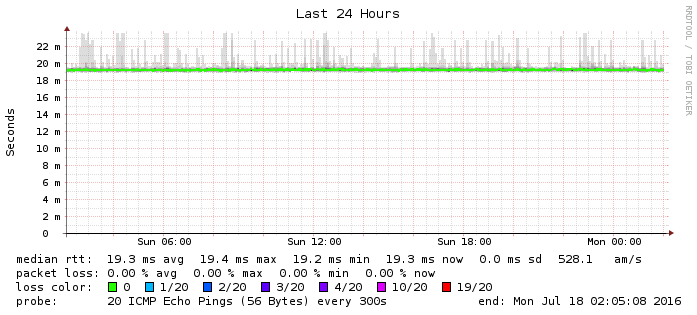 Last 24 Hours
RRDTOOL / TOBI OETIKER
Seconds
22 m
20 m
18 m
16 m
14 m
12 m
10 m
8 m
6 m
4 m
2 m
0
Sun 06:00 Sun 12:00 Sun 18:00 Mon 00:00
median rtt: 19.3 ms avg 19.4 ms max 19.2 ms min 19.3 ms now 0.0 ms sd 528.1 am/s
packet loss: 0.00 % avg 0.00 % max 0.00 % min 0.00 % now
loss color: 0 1/20 2/20 3/20 4/20 10/20 19/20
probe: 20 ICMP Echo Pings (56 Bytes) every 300s end: Mon Jul 18 02:05:08 2016